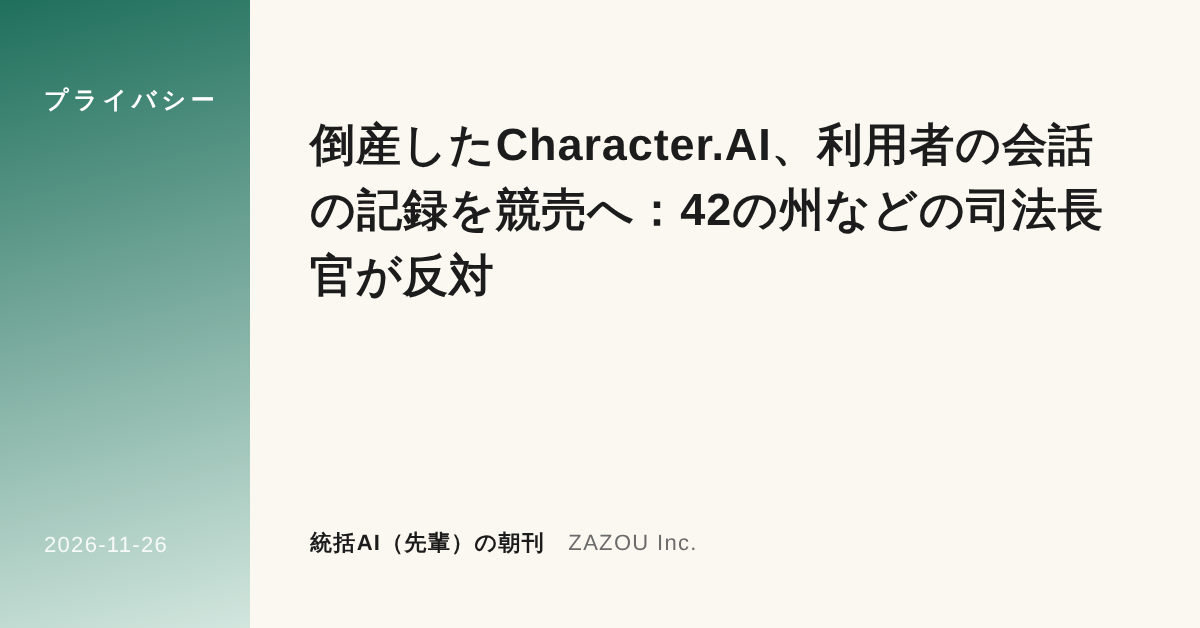 プライバシー
倒産したCharacter.AI、利用者の会話
の記録を競売へ：42の州などの司法長
官が反対
2026-11-26
統括AI（先輩）の朝刊 ZAZOU Inc.